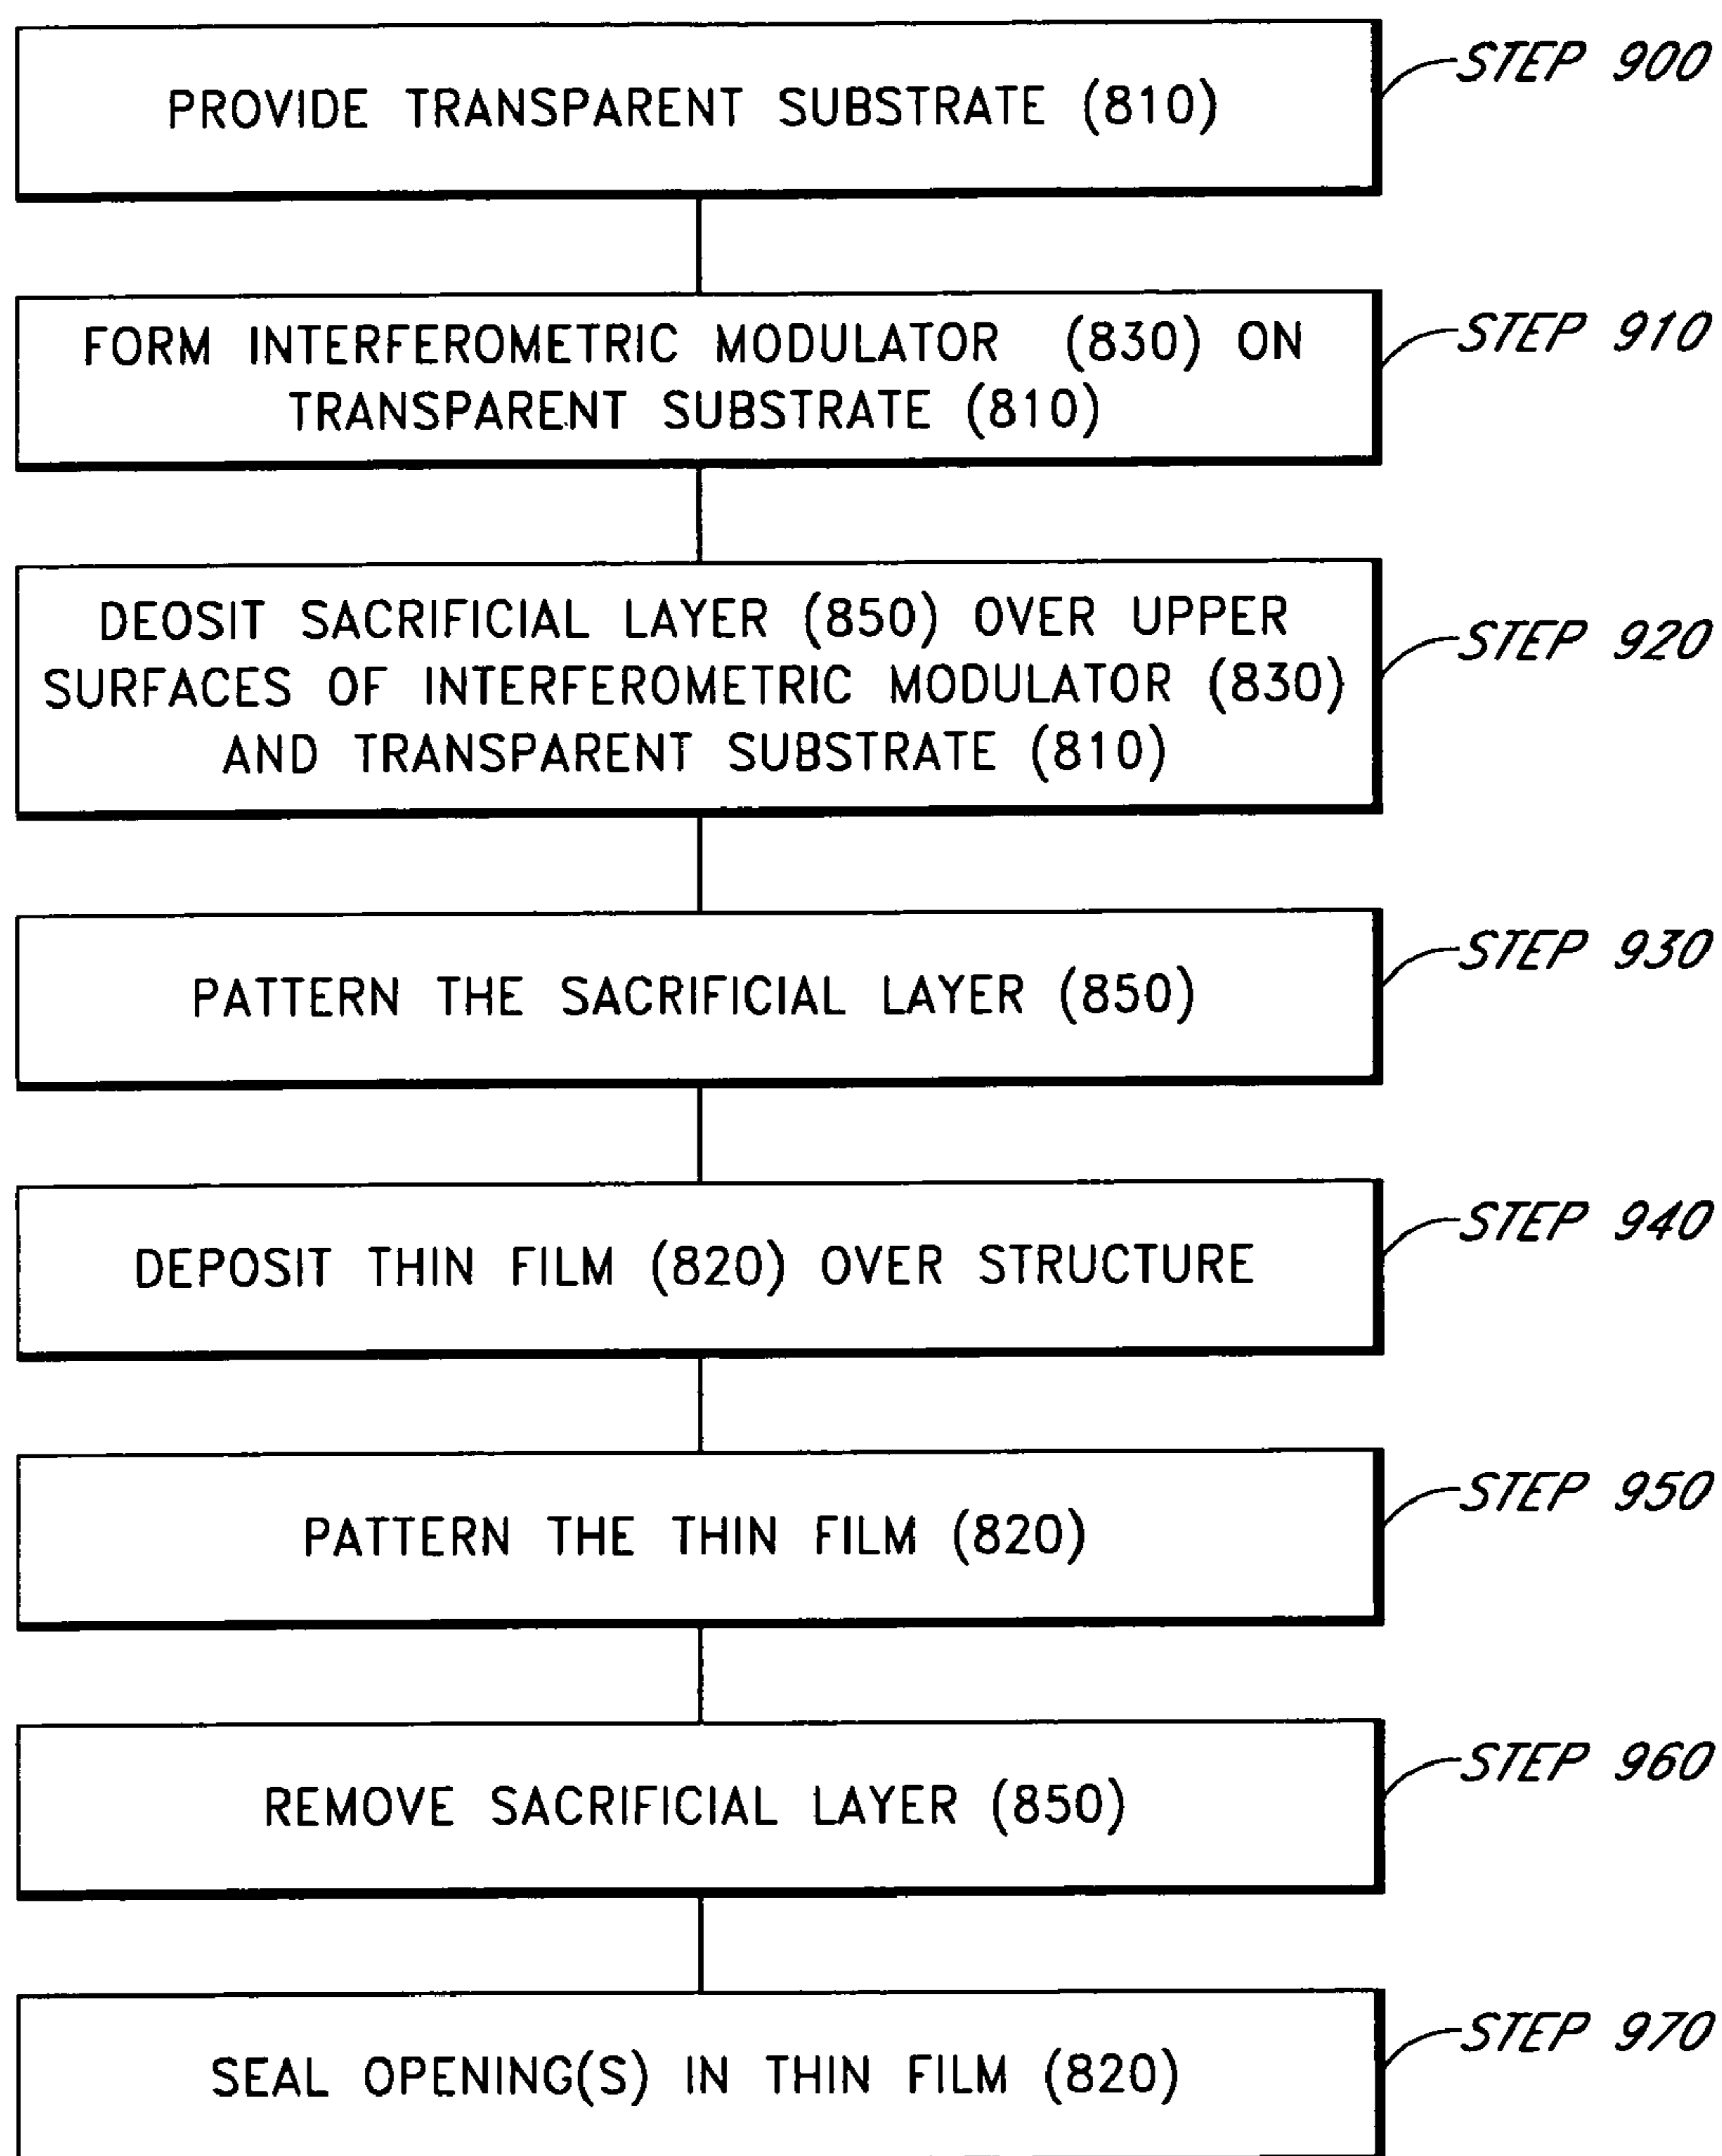 PROVIDE TRANSPARENT SUBSTRATE (810)
STEP 900
FORM INTERFEROMETRIC MODULATOR (830) ON
TRANSPARENT SUBSTRATE (810)
STEP 910
DEOSIT SACRIFICIAL LAYER (850) OVER UPPER
SURFACES OF INTERFEROMETRIC MODULATOR (830)
AND TRANSPARENT SUBSTRATE (810)
STEP 920
PATTERN THE SACRIFICIAL LAYER (850)
STEP 930
DEPOSIT THIN FILM (820) OVER STRUCTURE
STEP 940
PATTERN THE THIN FILM (820)
STEP 950
REMOVE SACRIFICIAL LAYER (850)
STEP 960
SEAL OPENING(S) IN THIN FILM (820)
STEP 970